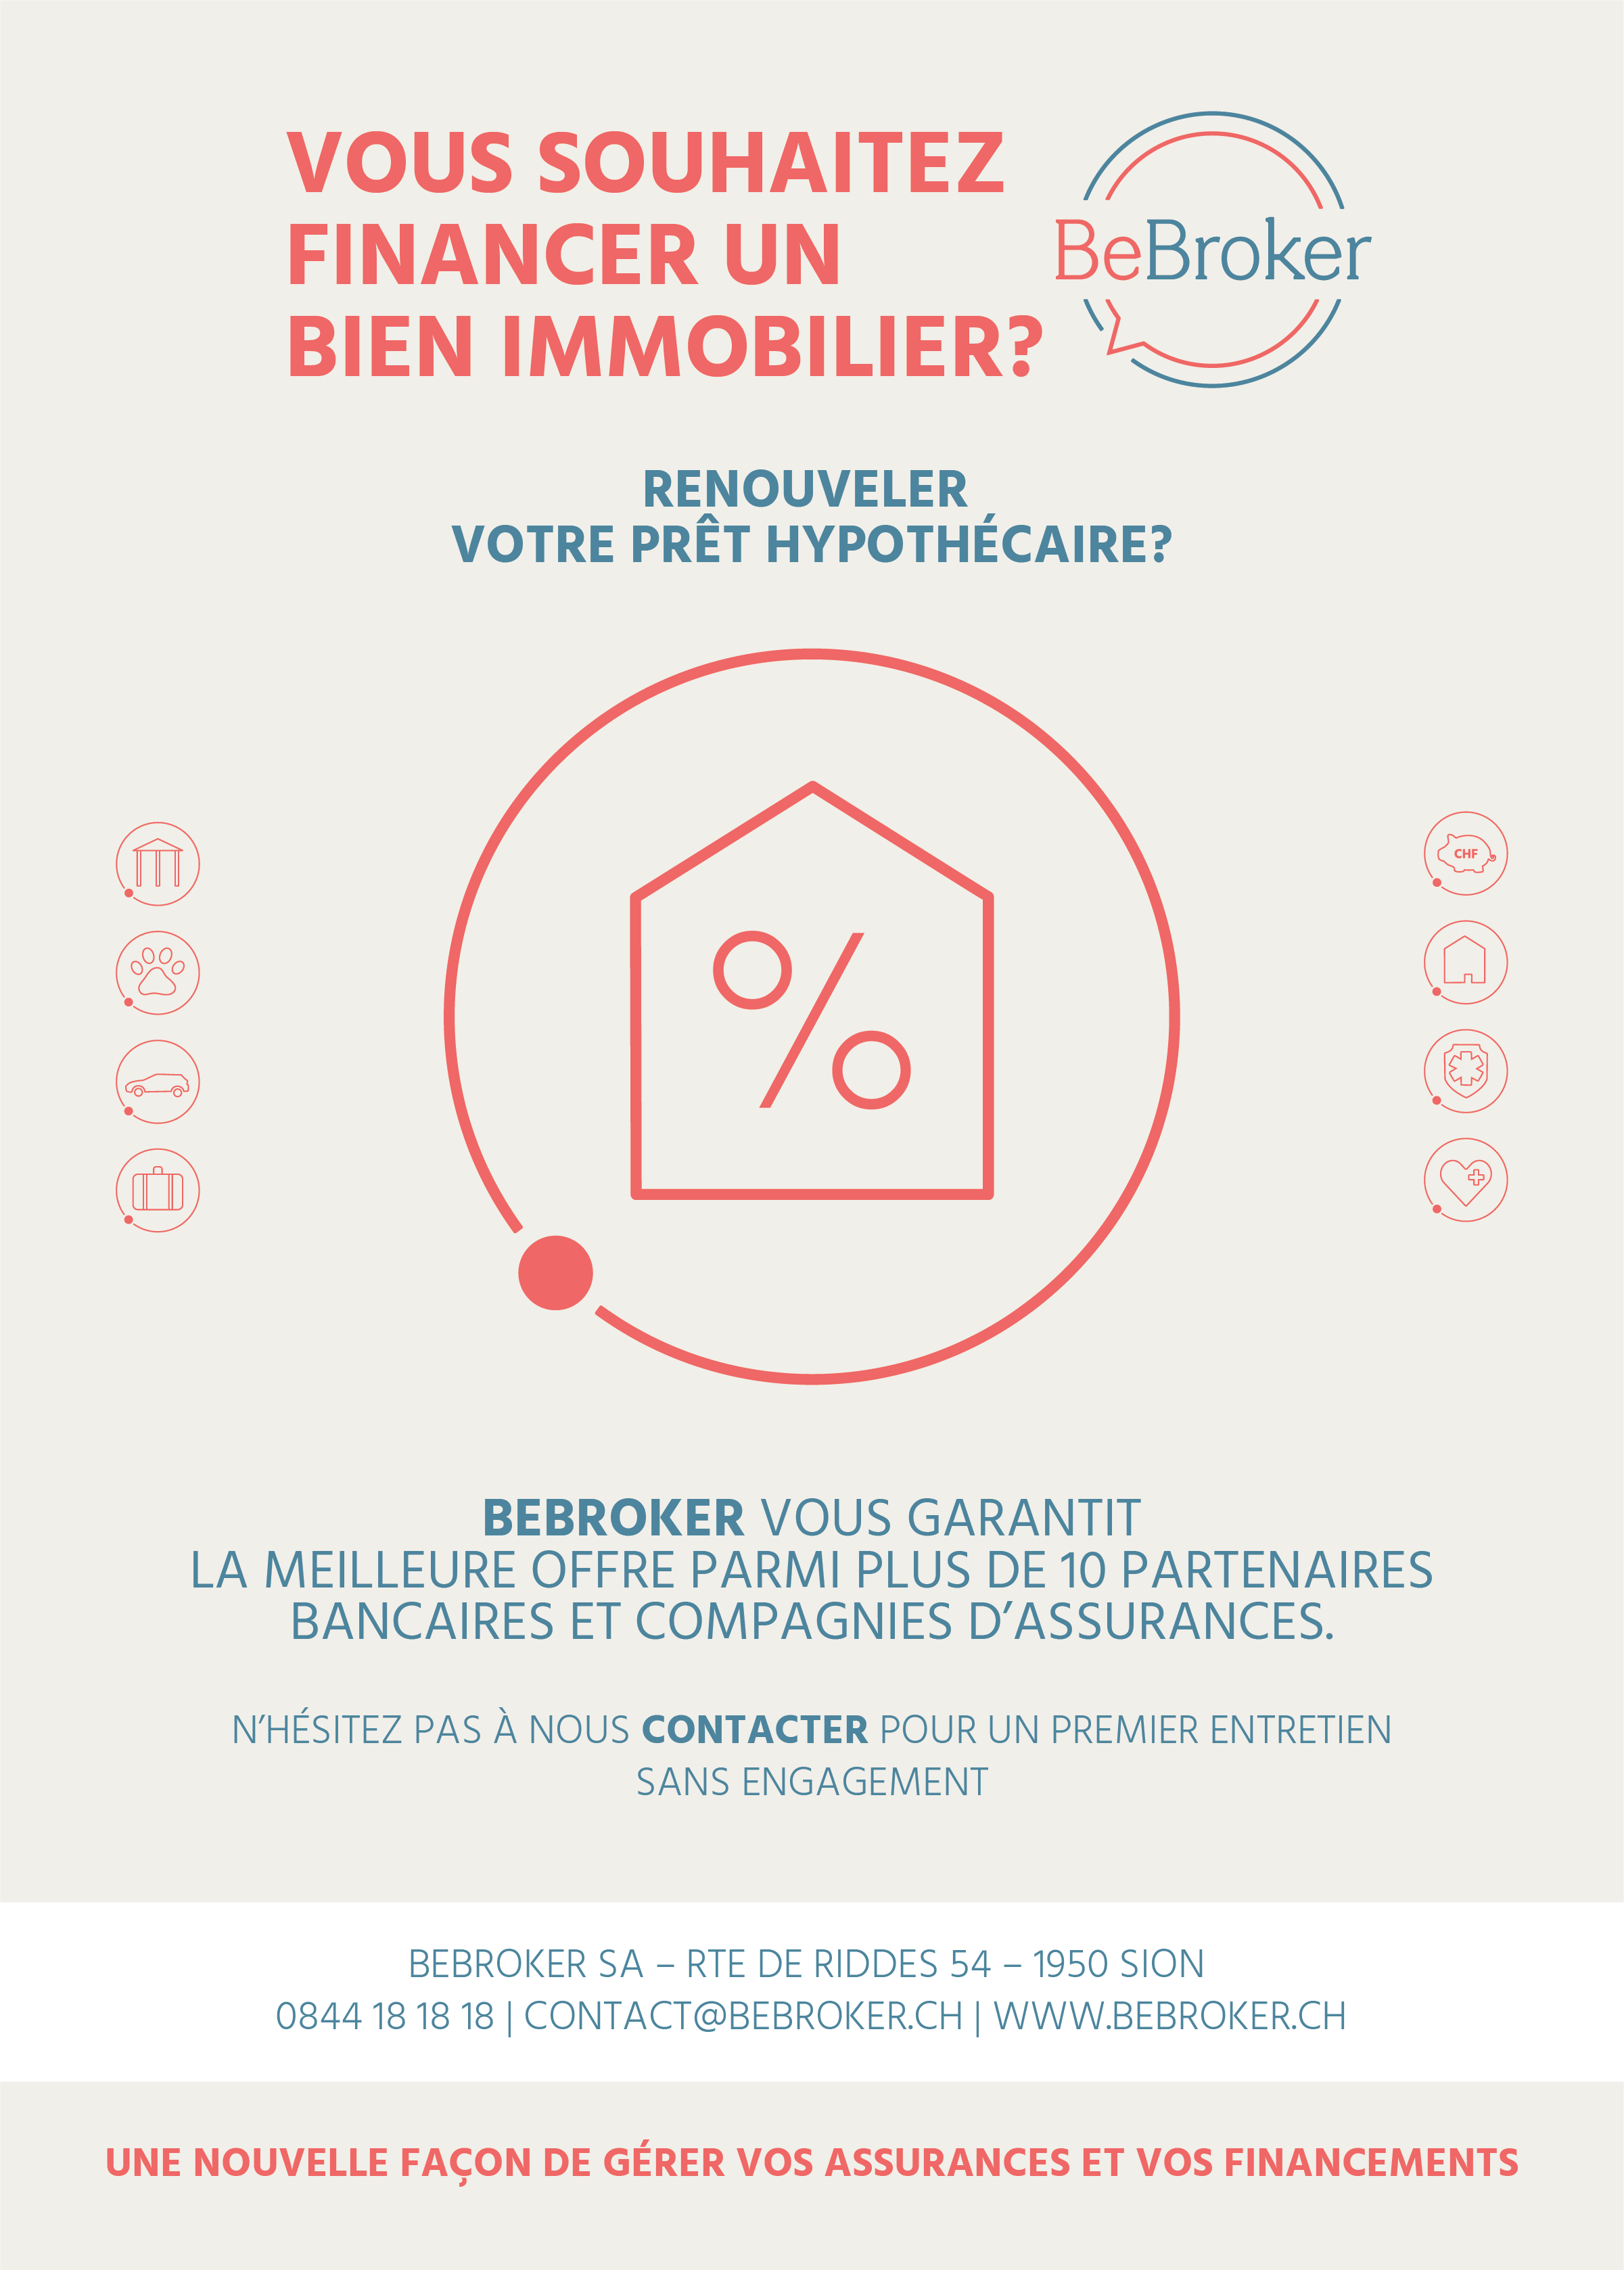 VOUS SOUHAITEZ
FINANCER UN
BIEN IMMOBILIER?
BeBroker
RENOUVELER
VOTRE PRÊT HYPOTHÉCAIRE?
CHF
%
BEBROKER VOUS GARANTIT
LA MEILLEURE OFFRE PARMI PLUS DE 10 PARTENAIRES
BANCAIRES ET COMPAGNIES D’ASSURANCES.
N’HÉSITEZ PAS À NOUS CONTACTER POUR UN PREMIER ENTRETIEN
SANS ENGAGEMENT
BEBROKER SA – RTE DE RIDDES 54 – 1950 SION
0844 18 18 18 | CONTACT@BEBROKER.CH | WWW.BEBROKER.CH
UNE NOUVELLE FAÇON DE GÉRER VOS ASSURANCES ET VOS FINANCEMENTS